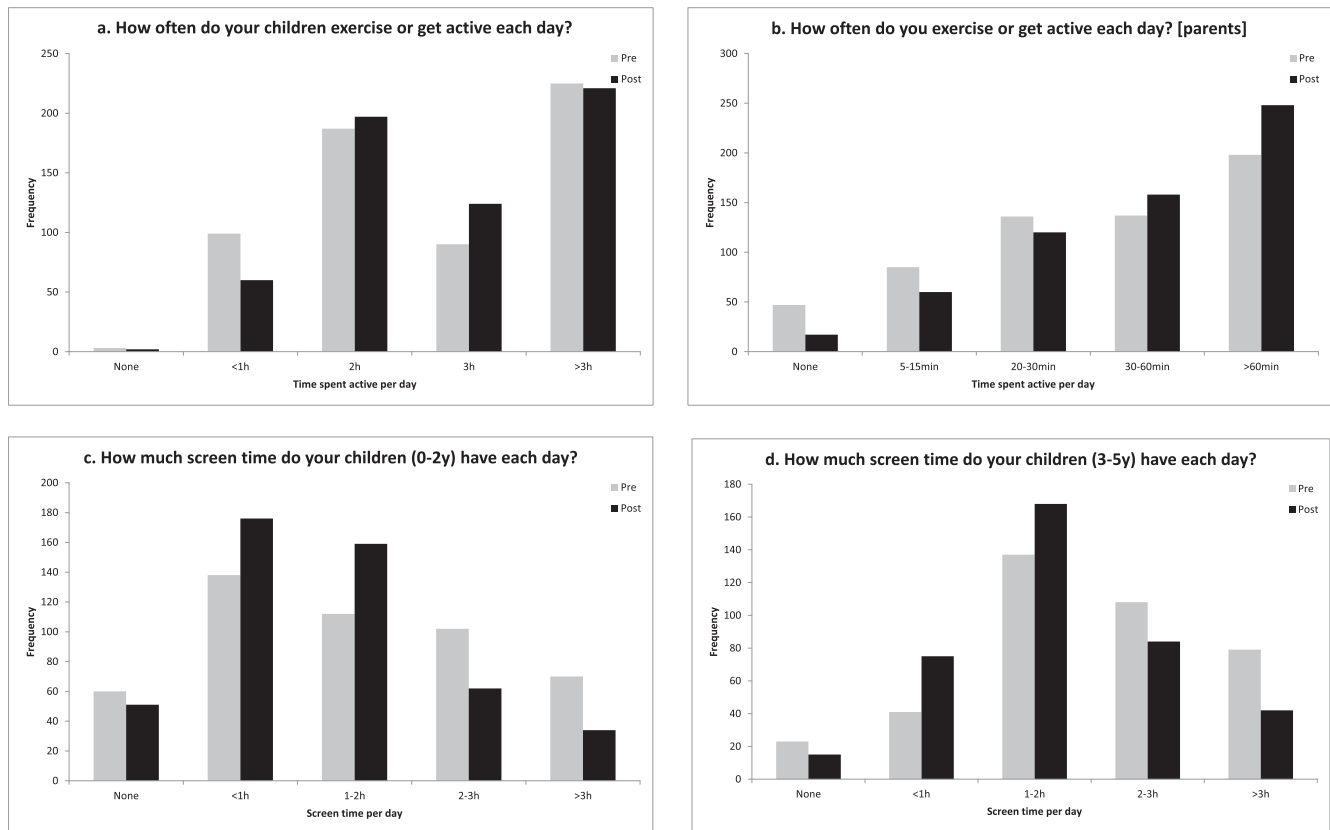 a. How often do your children exercise or get active each day?
250
200
150
100
50
0
Frequency
Pre
Post
None <1h 2h 3h >3h
Time spent active per day
b. How often do you exercise or get active each day? [parents]
300
250
200
150
100
50
0
Frequency
Pre
Post
None 5-15min 20-30min 30-60min >60min
Time spent active per day
c. How much screen time do your children (0-2y) have each day?
200
180
160
140
120
100
80
60
40
20
0
Frequency
Pre
Post
None <1h 1-2h 2-3h >3h
Screen time per day
d. How much screen time do your children (3-5y) have each day?
180
160
140
120
100
80
60
40
20
0
Frequency
Pre
Post
None <1h 1-2h 2-3h >3h
Screen time per day